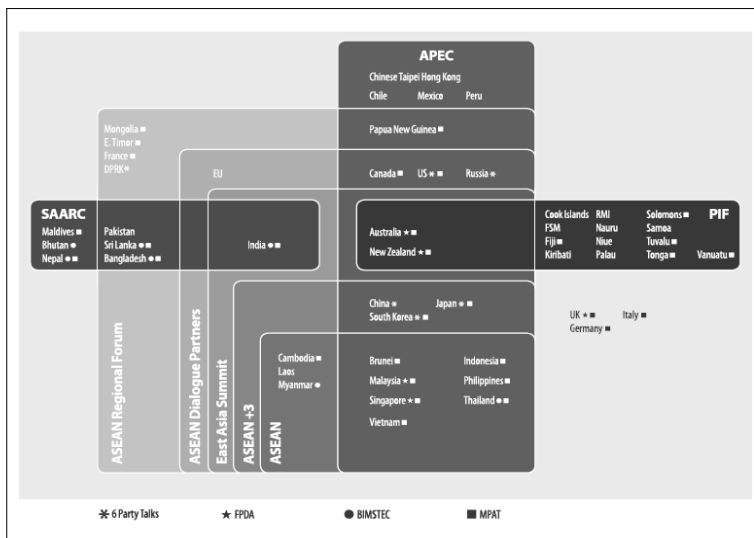 APEC
Chinese Taipei Hong Kong
Chile Mexico Peru
Mongolia ■
E. Timor ■
France ■
DPRK*
Papua New Guinea ■
EU
Canada ■ US * ■ Russia *
SAARC
Maldives ■
Bhutan ●
Nepal ● ■
Pakistan
Sri Lanka ● ■
Bangladesh ● ■
India ● ■
Australia ★ ■
New Zealand ★ ■
PIF
Cook Islands RMI Solomons ■
FSM Nauru Samoa
Fiji ■ Niue Tuvalu ■
Kiribati Palau Tonga ■ Vanuatu ■
China * Japan * ■
South Korea * ■
UK ★ ■ Italy ■
Germany ■
Cambodia ■
Laos
Myanmar ●
Brunei ■ Indonesia ■
Malaysia ★ ■ Philippines ■
Singapore ★ ■ Thailand ● ■
Vietnam ■
ASEAN Regional Forum
ASEAN Dialogue Partners
East Asia Summit
ASEAN +3
ASEAN
* 6 Party Talks ★ FPDA ● BIMSTEC ■ MPAT